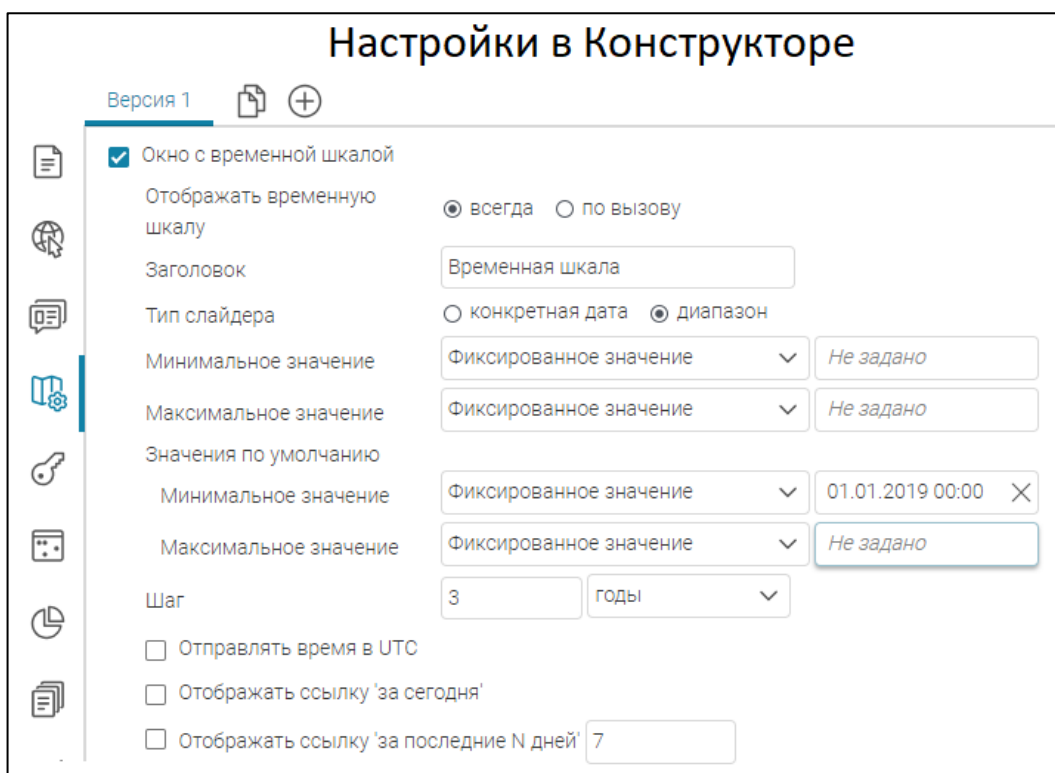 Настройки в Конструкторе
Версия 1
Окно с временной шкалой
Отображать временную шкалу
всегда по вызову
Заголовок Временная шкала
Тип слайдера конкретная дата диапазон
Минимальное значение Фиксированное значение Не задано
Максимальное значение Фиксированное значение Не задано
Значения по умолчанию
Минимальное значение Фиксированное значение 01.01.2019 00:00
Максимальное значение Фиксированное значение Не задано
Шаг 3 годы
Отправлять время в UTC
Отображать ссылку 'за сегодня'
Отображать ссылку 'за последние N дней' 7